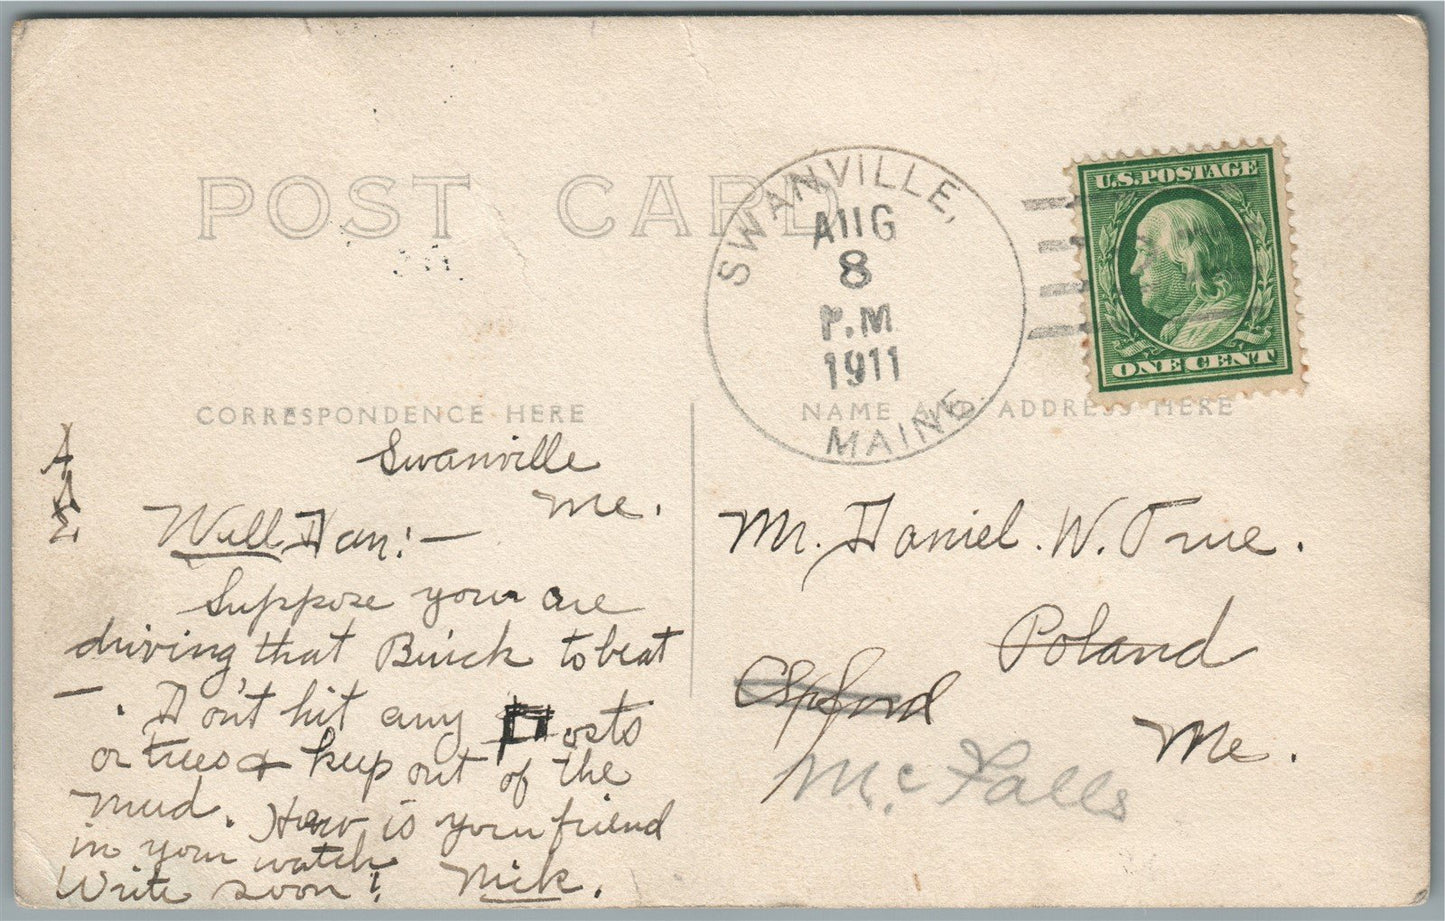 POST CARD
SWANVILLE,
AUG
8
P.M
1911
MAINE
U.S. POSTAGE
ONE CENT
CORRESPONDENCE HERE
NAME AND ADDRESS HERE
Swanville
Me.
Well Dan:—
Suppose your are
driving, that Buick to beat
—. Don't hit any Posts
or trees & keep out of the
mud. How is your friend
in your watch
Write soon! Nick.
Mr. Daniel. W. True.
Poland
Me.
Mc Falls